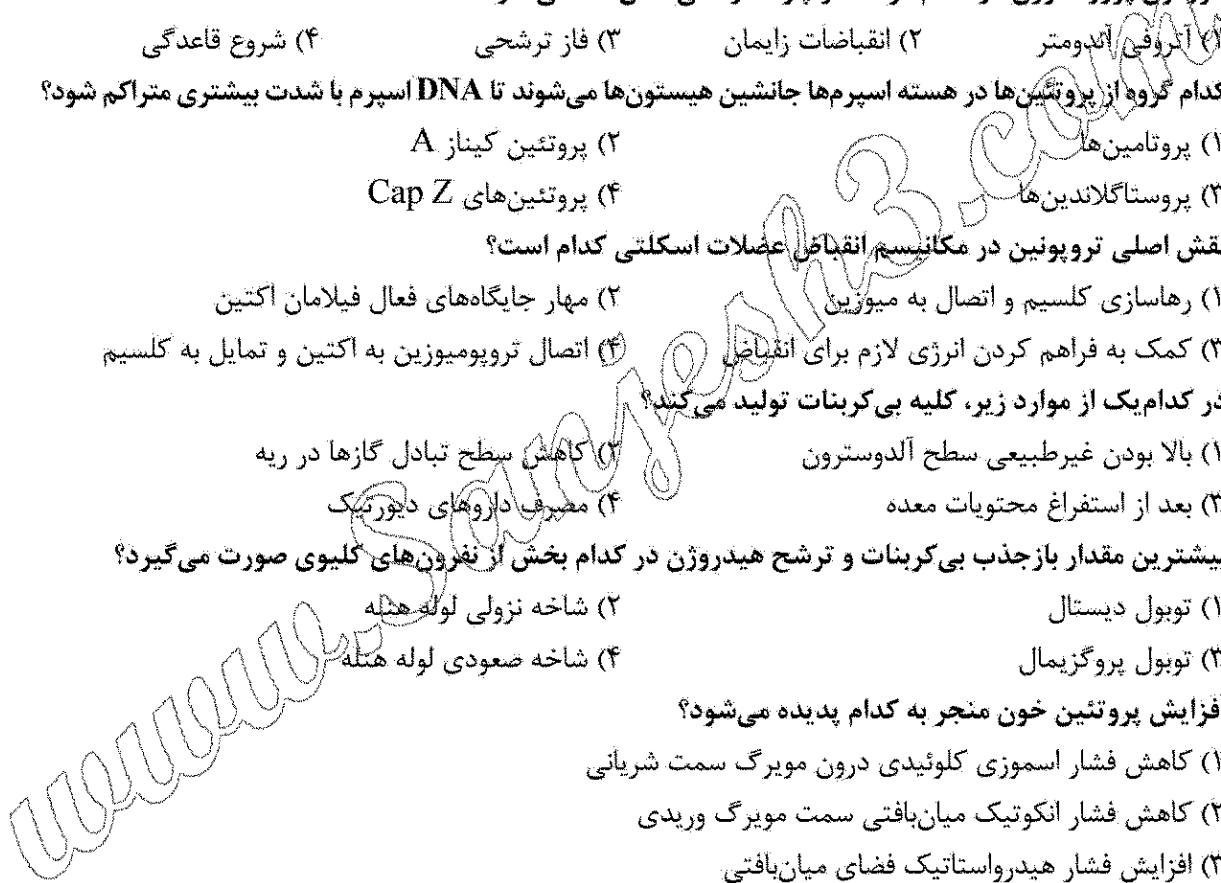 ۱) آتروفی آندومتر ۲) انقباضات زایمان ۳) فاز ترشحی ۴) شروع قاعدگی
کدام گروه از پروتئین‌ها در هسته اسپرم‌ها جانشین هیستون‌ها می‌شوند تا DNA اسپرم با شدت بیشتری متراکم شود؟
۱) پروتامین‌ها ۲) پروتئین کیناز A
۳) پروستاگلاندین‌ها ۴) پروتئین‌های Cap Z
نقش اصلی تروپونین در مکانیسم انقباض عضلات اسکلتی کدام است؟
۱) رهاسازی کلسیم و اتصال به میوزین ۲) مهار جایگاه‌های فعال فیلامان اکتین
۳) کمک به فراهم کردن انرژی لازم برای انقباض ۴) اتصال تروپومیوزین به اکتین و تمایل به کلسیم
در کدام‌یک از موارد زیر، کلیه بی‌کربنات تولید می‌کند؟
۱) بالا بودن غیرطبیعی سطح آلدوسترون ۲) کاهش سطح تبادل گازها در ریه
۳) بعد از استفراغ محتویات معده ۴) مصرف داروهای دیورتیک
بیشترین مقدار بازجذب بی‌کربنات و ترشح هیدروژن در کدام بخش از نفرون‌های کلیوی صورت می‌گیرد؟
۱) توبول دیستال ۲) شاخه نزولی لوله هنله
۳) توبول پروگزیمال ۴) شاخه صعودی لوله هنله
افزایش پروتئین خون منجر به کدام پدیده می‌شود؟
۱) کاهش فشار اسموزی کلوئیدی درون مویرگ سمت شریانی
۲) کاهش فشار انکوتیک میان‌بافتی سمت مویرگ وریدی
۳) افزایش فشار هیدرواستاتیک فضای میان‌بافتی
www.Sanjesh3.com